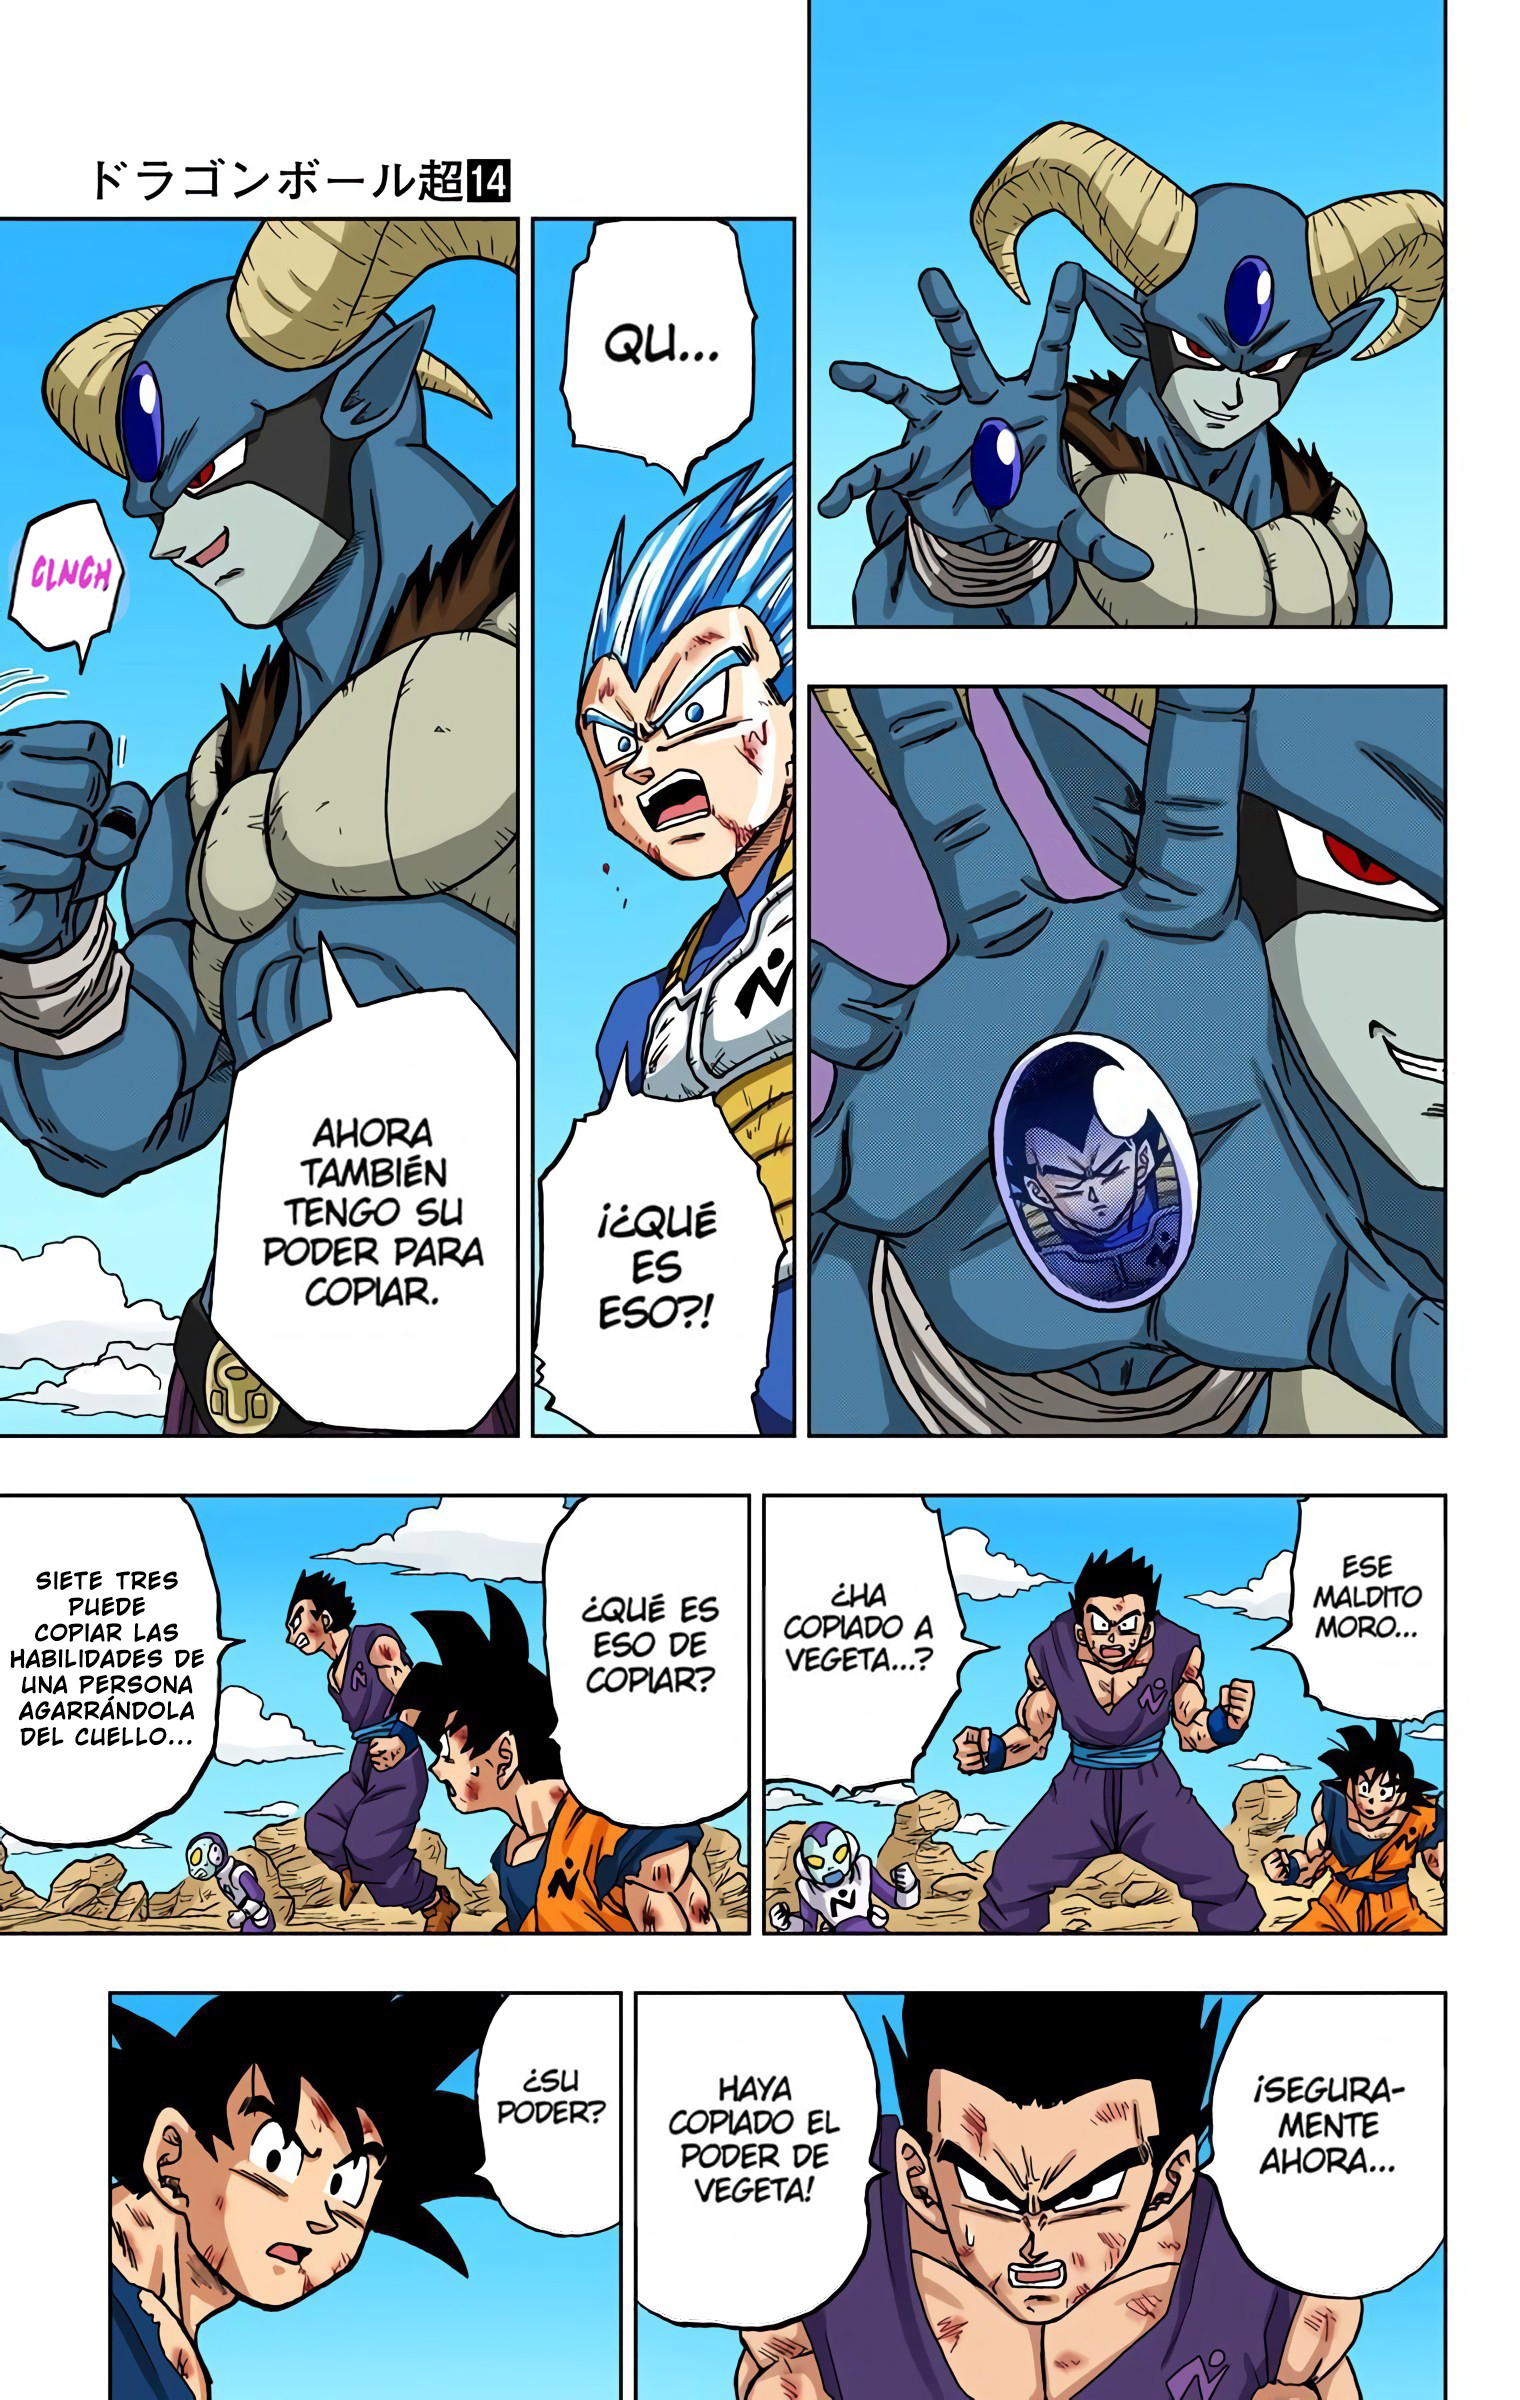 ドラゴンボール超14
QU...
¡¿QUÉ
ES
ESO?!
CLNCH
AHORA
TAMBIÉN
TENGO SU
PODER PARA
COPIAR.
ESE
MALDITO
MORO...
¿HA
COPIADO A
VEGETA...?
¿QUÉ ES
ESO DE
COPIAR?
SIETE TRES
PUEDE
COPIAR LAS
HABILIDADES DE
UNA PERSONA
AGARRÁNDOLA
DEL CUELLO...
¡SEGURA-
MENTE
AHORA...
HAYA
COPIADO EL
PODER DE
VEGETA!
¿SU
PODER?